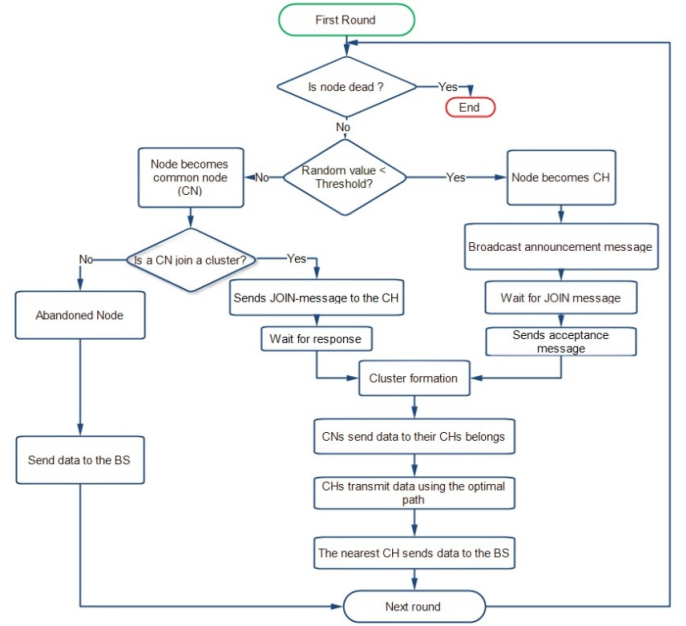 First Round
Is node dead ?
Yes
End
No
Random value <
Threshold?
No
Yes
Node becomes
common node
(CN)
Node becomes CH
Is a CN join a cluster?
No
Yes
Broadcast announcement message
Abandoned Node
Sends JOIN-message to the CH
Wait for JOIN message
Wait for response
Sends acceptance
message
Cluster formation
CNs send data to their CHs belongs
Send data to the BS
CHs transmit data using the optimal
path
The nearest CH sends data to the BS
Next round